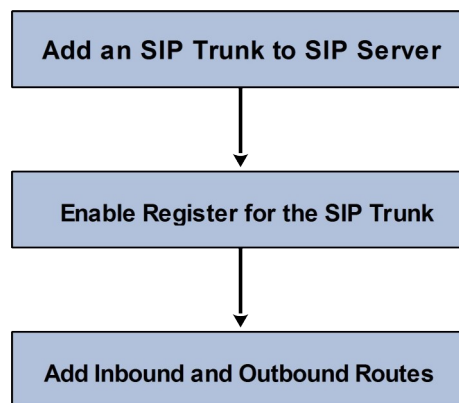 Add an SIP Trunk to SIP Server
Enable Register for the SIP Trunk
Add Inbound and Outbound Routes